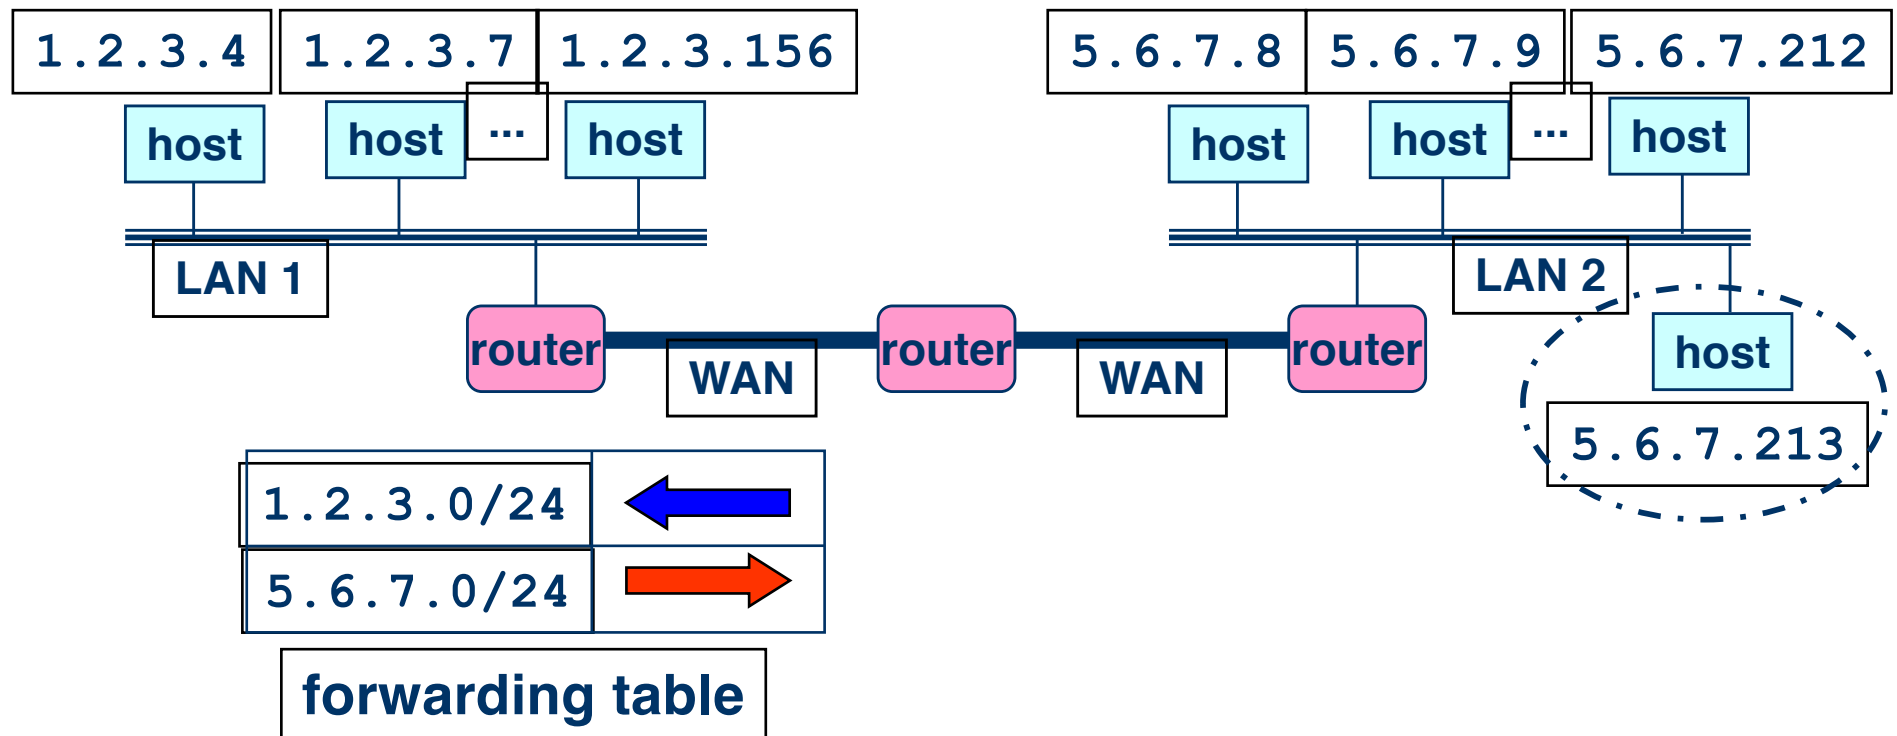 1.2.3.4 1.2.3.7 1.2.3.156 5.6.7.8 5.6.7.9 5.6.7.212
host host ... host host host ... host
LAN 1 LAN 2
router WAN router WAN router host
5.6.7.213
1.2.3.0/24
5.6.7.0/24
forwarding table